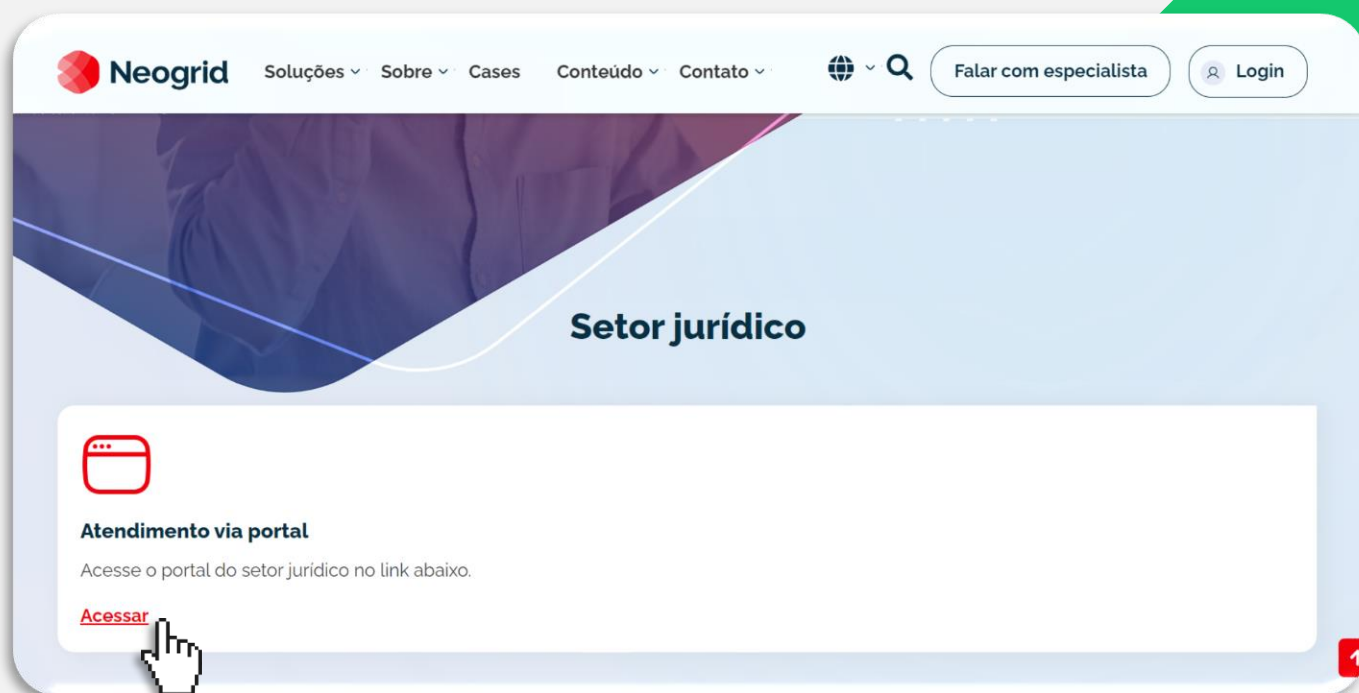 Neogrid Soluções Sobre Cases Conteúdo Contato Falar com especialista Login
Setor jurídico
Atendimento via portal
Acesse o portal do setor jurídico no link abaixo.
Acessar